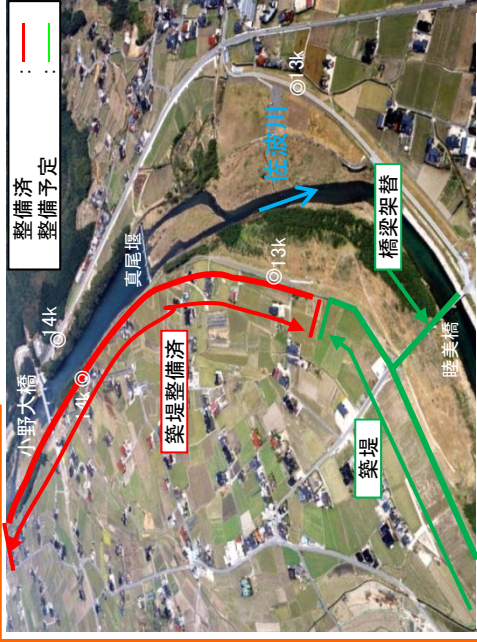 整備済 :
整備予定 :
小野大橋
14k
14k
真尾堰
13k
佐波川
13k
築堤整備済
橋梁架替
築堤
睦美橋